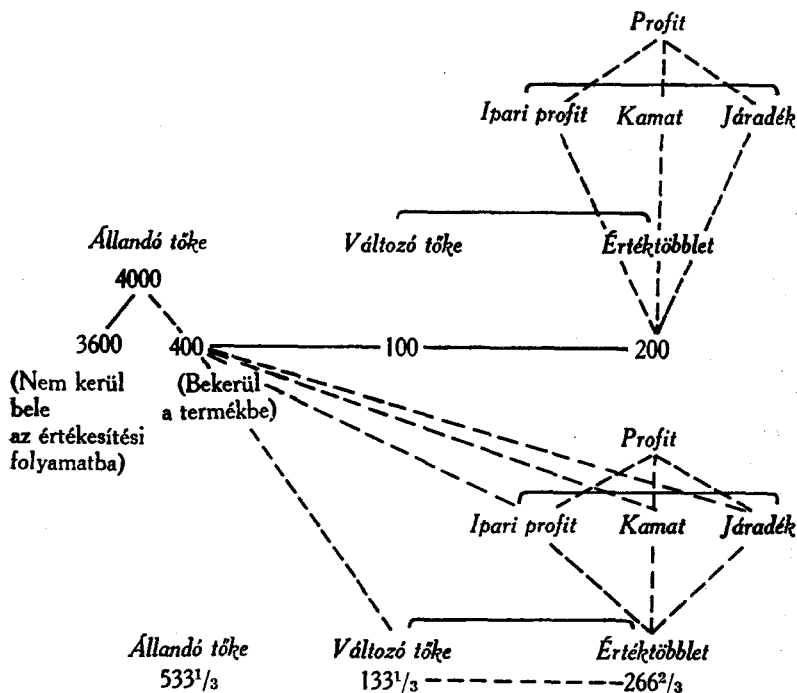 Profit
Ipari profit Kamat Járadék
Állandó tőke Változó tőke Értéktöbblet
4000
3600 400 100 200
(Nem kerül (Bekerül
bele a termékbe)
az értékesítési
folyamatba)
Profit
Ipari profit Kamat Járadék
Állandó tőke Változó tőke Értéktöbblet
533¹/₃ 133¹/₃ 266²/₃